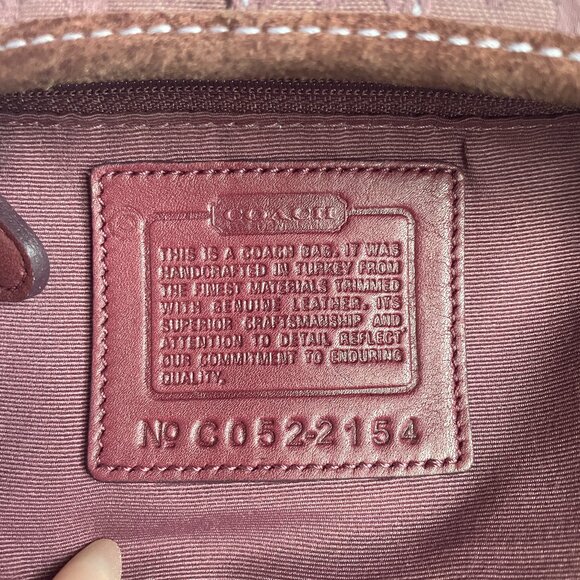 COACH
THIS IS A COACH BAG. IT WAS
HANDCRAFTED IN TURKEY FROM
THE FINEST MATERIALS TRIMMED
WITH GENUINE LEATHER. ITS
SUPERIOR CRAFTSMANSHIP AND
ATTENTION TO DETAIL REFLECT
OUR COMMITMENT TO ENDURING
QUALITY.
Nº C052-2154